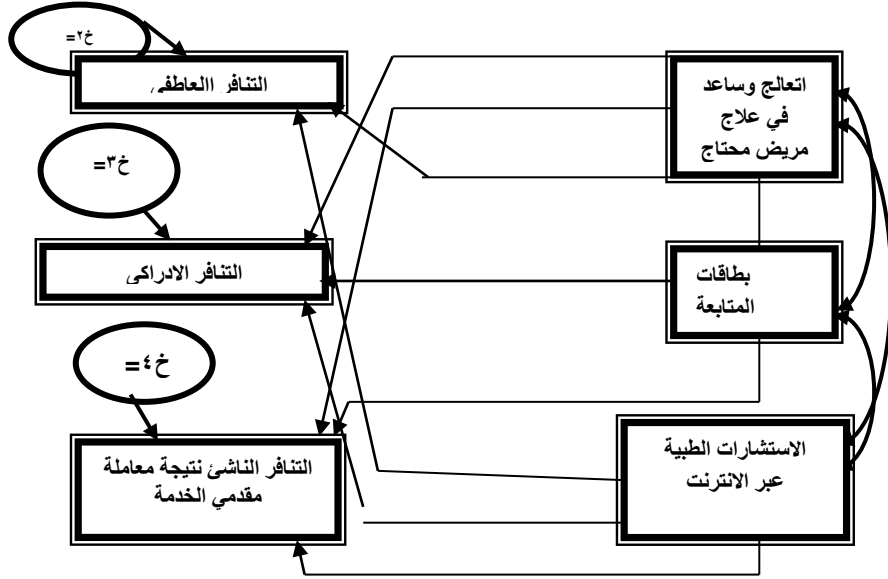 خ٢=
التنافر االعاطفي
اتعالج وساعد
في علاج
مريض محتاج
خ٣=
التنافر الادراكي
بطاقات
المتابعة
خ٤=
التنافر الناشئ نتيجة معاملة
مقدمي الخدمة
الاستشارات الطبية
عبر الانترنت